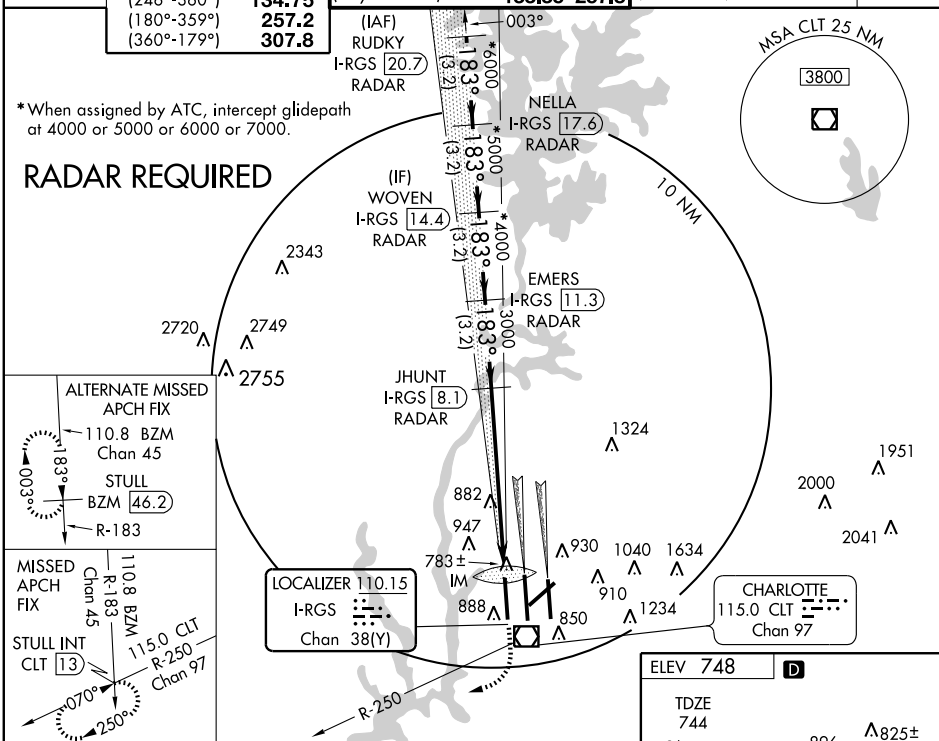 134.75
(180°-359°) 257.2
(360°-179°) 307.8
(IAF)
RUDKY
I-RGS 20.7
RADAR
003°
*6000
183°
(3.2)
MSA CLT 25 NM
3800
*When assigned by ATC, intercept glidepath
at 4000 or 5000 or 6000 or 7000.
NELLA
I-RGS 17.6
RADAR
*5000
183°
(3.2)
RADAR REQUIRED
(IF)
WOVEN
I-RGS 14.4
RADAR
10 NM
*4000
183°
(3.2)
2343
EMERS
I-RGS 11.3
RADAR
3000
183°
(3.2)
2720
2749
2755
JHUNT
I-RGS 8.1
RADAR
ALTERNATE MISSED
APCH FIX
110.8 BZM
Chan 45
183°
003°
STULL
BZM 46.2
R-183
1324
1951
2000
2041
882
947
783±
IM
930
1040
1634
910
888
850
1234
MISSED
APCH
FIX
110.8 BZM
R-183
Chan 45
STULL INT
CLT 13
115.0 CLT
R-250
Chan 97
070°
250°
LOCALIZER 110.15
I-RGS
Chan 38(Y)
CHARLOTTE
115.0 CLT
Chan 97
R-250
ELEV 748
D
TDZE
744
825±